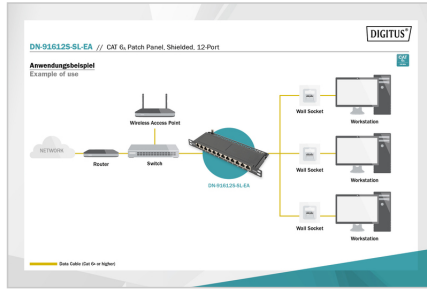 DIGITUS®
DN-91612S-SL-EA // CAT 6A Patch Panel, Shielded, 12-Port
CAT
6A
Anwendungsbeispiel
Example of use
Wireless Access Point
NETWORK
Router
Switch
DN-91612S-SL-EA
Wall Socket
Workstation
Wall Socket
Workstation
Wall Socket
Workstation
Data Cable (Cat 6A or higher)